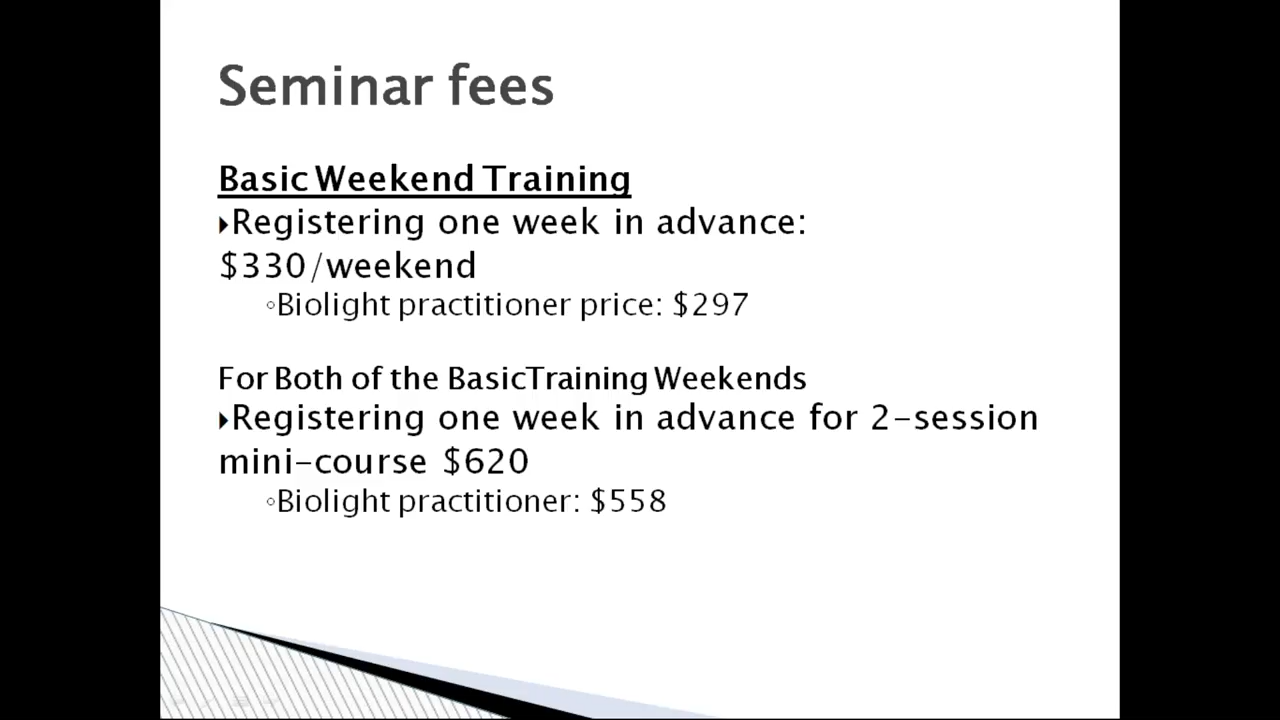 Seminar fees
Basic Weekend Training
Registering one week in advance:
$330/weekend
Biolight practitioner price: $297
For Both of the BasicTraining Weekends
Registering one week in advance for 2-session
mini-course $620
Biolight practitioner: $558